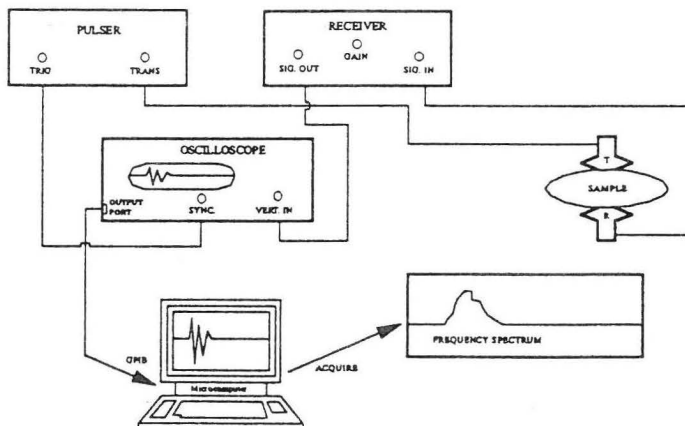 PULSER
TRIG
TRANS
RECEIVER
SIG. OUT
GAIN
SIG. IN
OSCILLOSCOPE
OUTPUT
PORT
SYNC.
VERT. IN
T
SAMPLE
R
GPIB
Microcomputer
ACQUIRE
FREQUENCY SPECTRUM